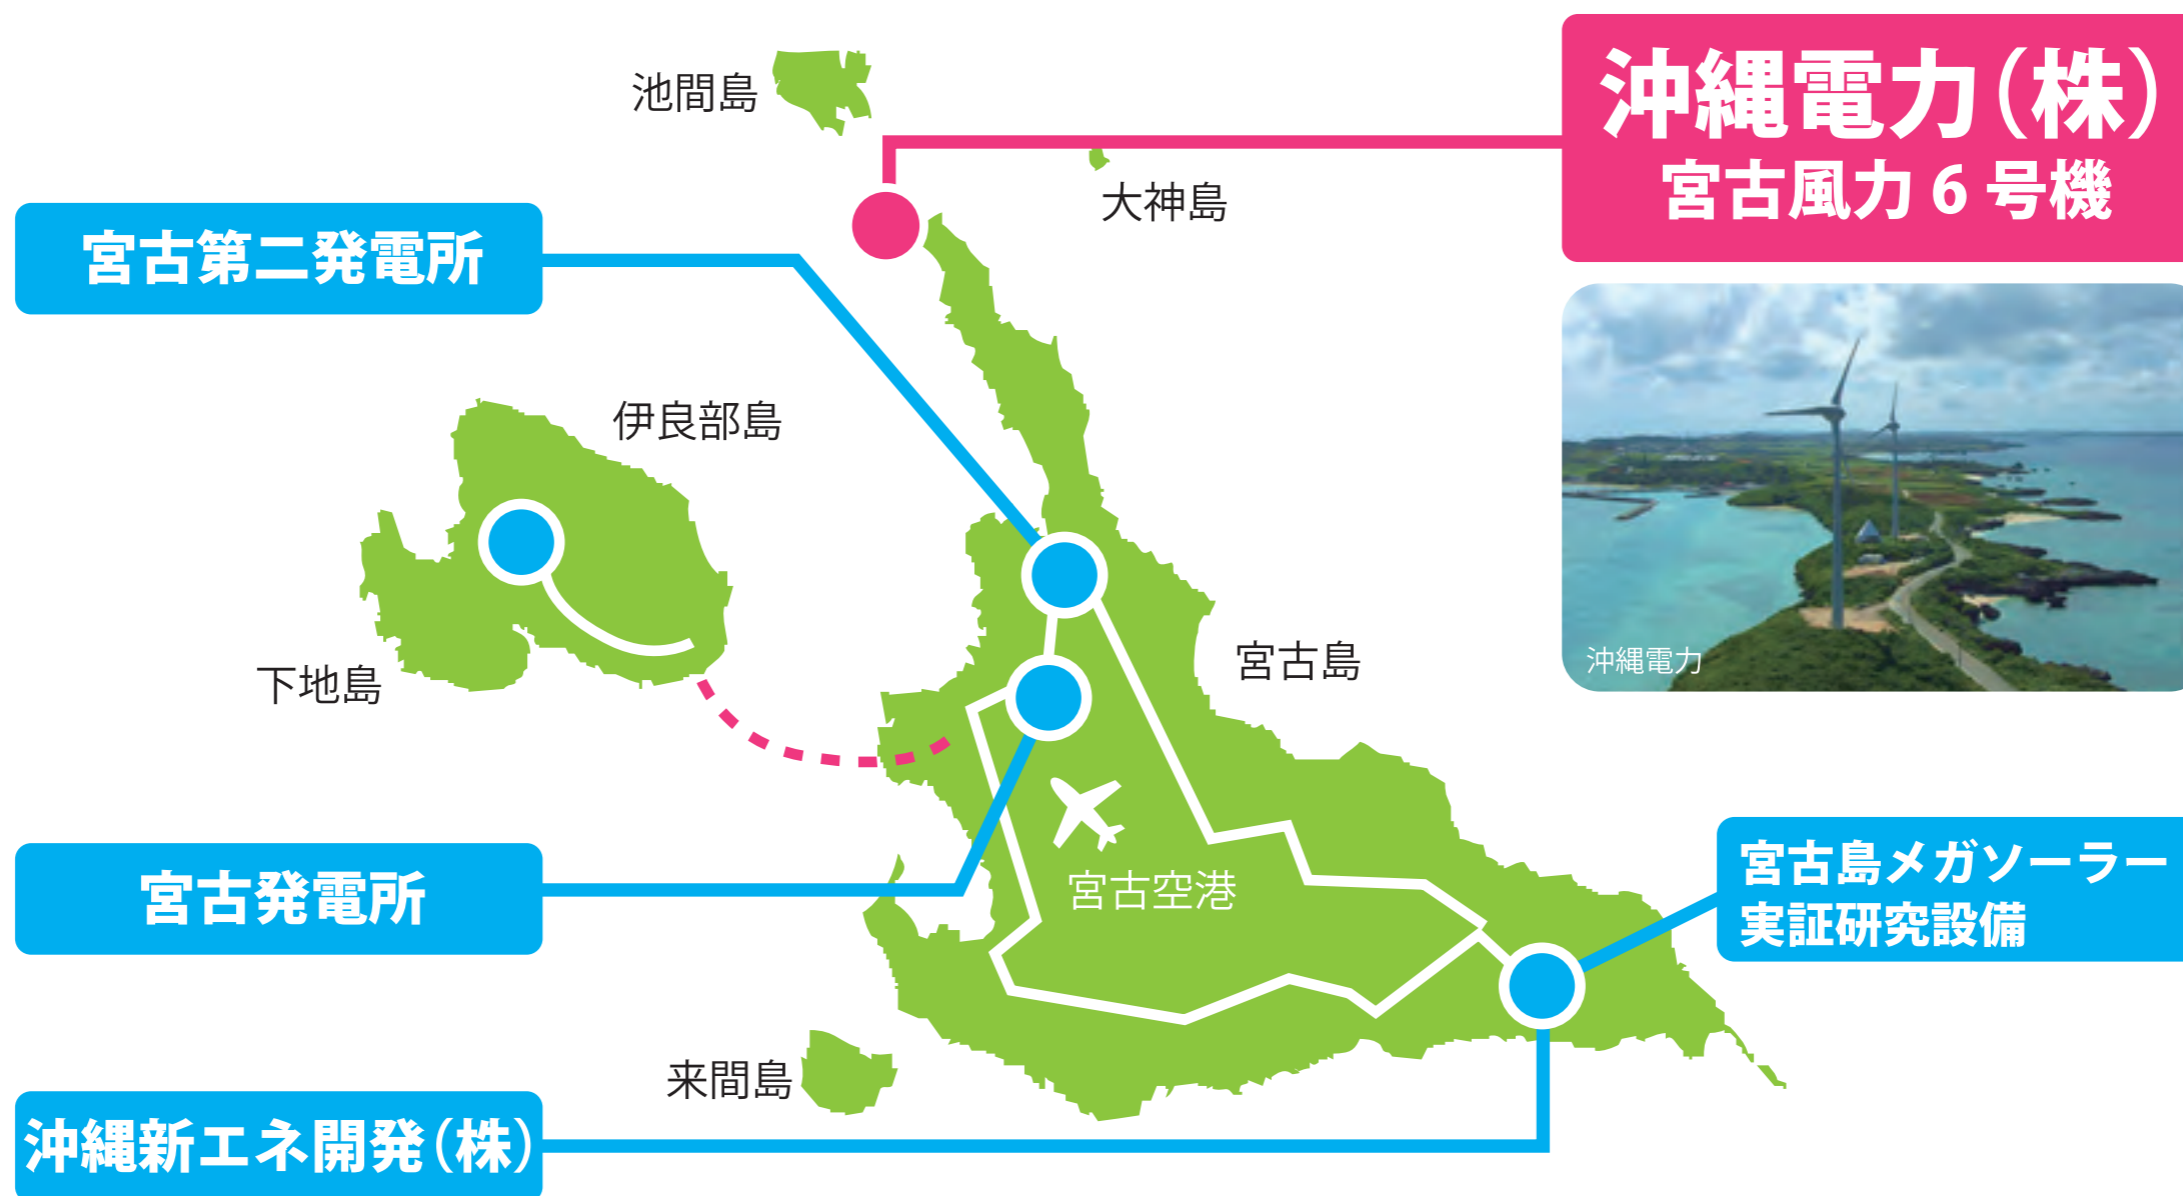 沖縄電力（株）
宮古風力 6 号機
池間島
大神島
宮古第二発電所
伊良部島
沖縄電力
宮古島
下地島
宮古島メガソーラー
実証研究設備
宮古発電所
宮古空港
来間島
沖縄新エネ開発（株）